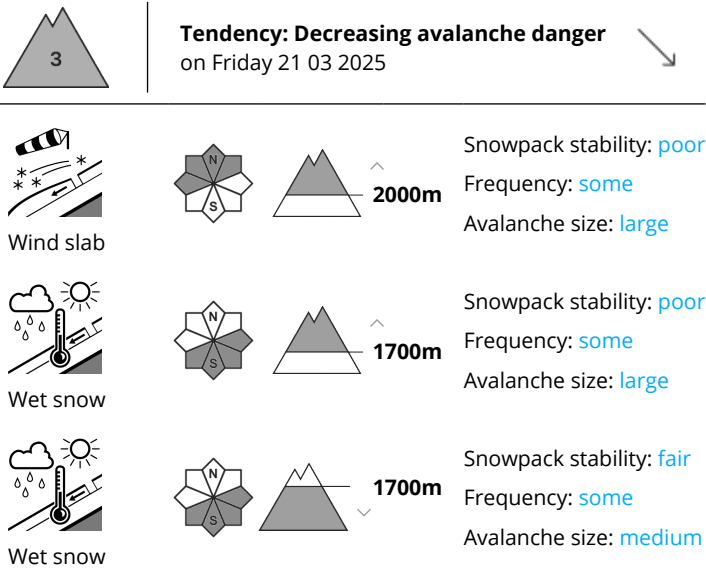 3
Tendency: Decreasing avalanche danger
on Friday 21 03 2025
N
S
2000m
Snowpack stability: poor
Frequency: some
Avalanche size: large
Wind slab
N
S
1700m
Snowpack stability: poor
Frequency: some
Avalanche size: large
Wet snow
N
S
1700m
Snowpack stability: fair
Frequency: some
Avalanche size: medium
Wet snow